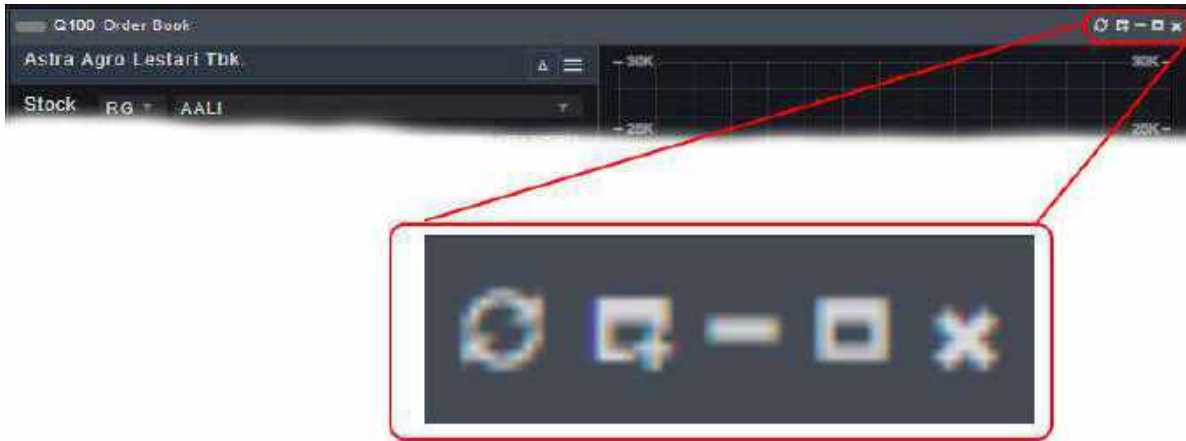 Q100 Order Book
Astra Agro Lestari Tbk.
Stock RG AALI
30K 30K
25K 25K